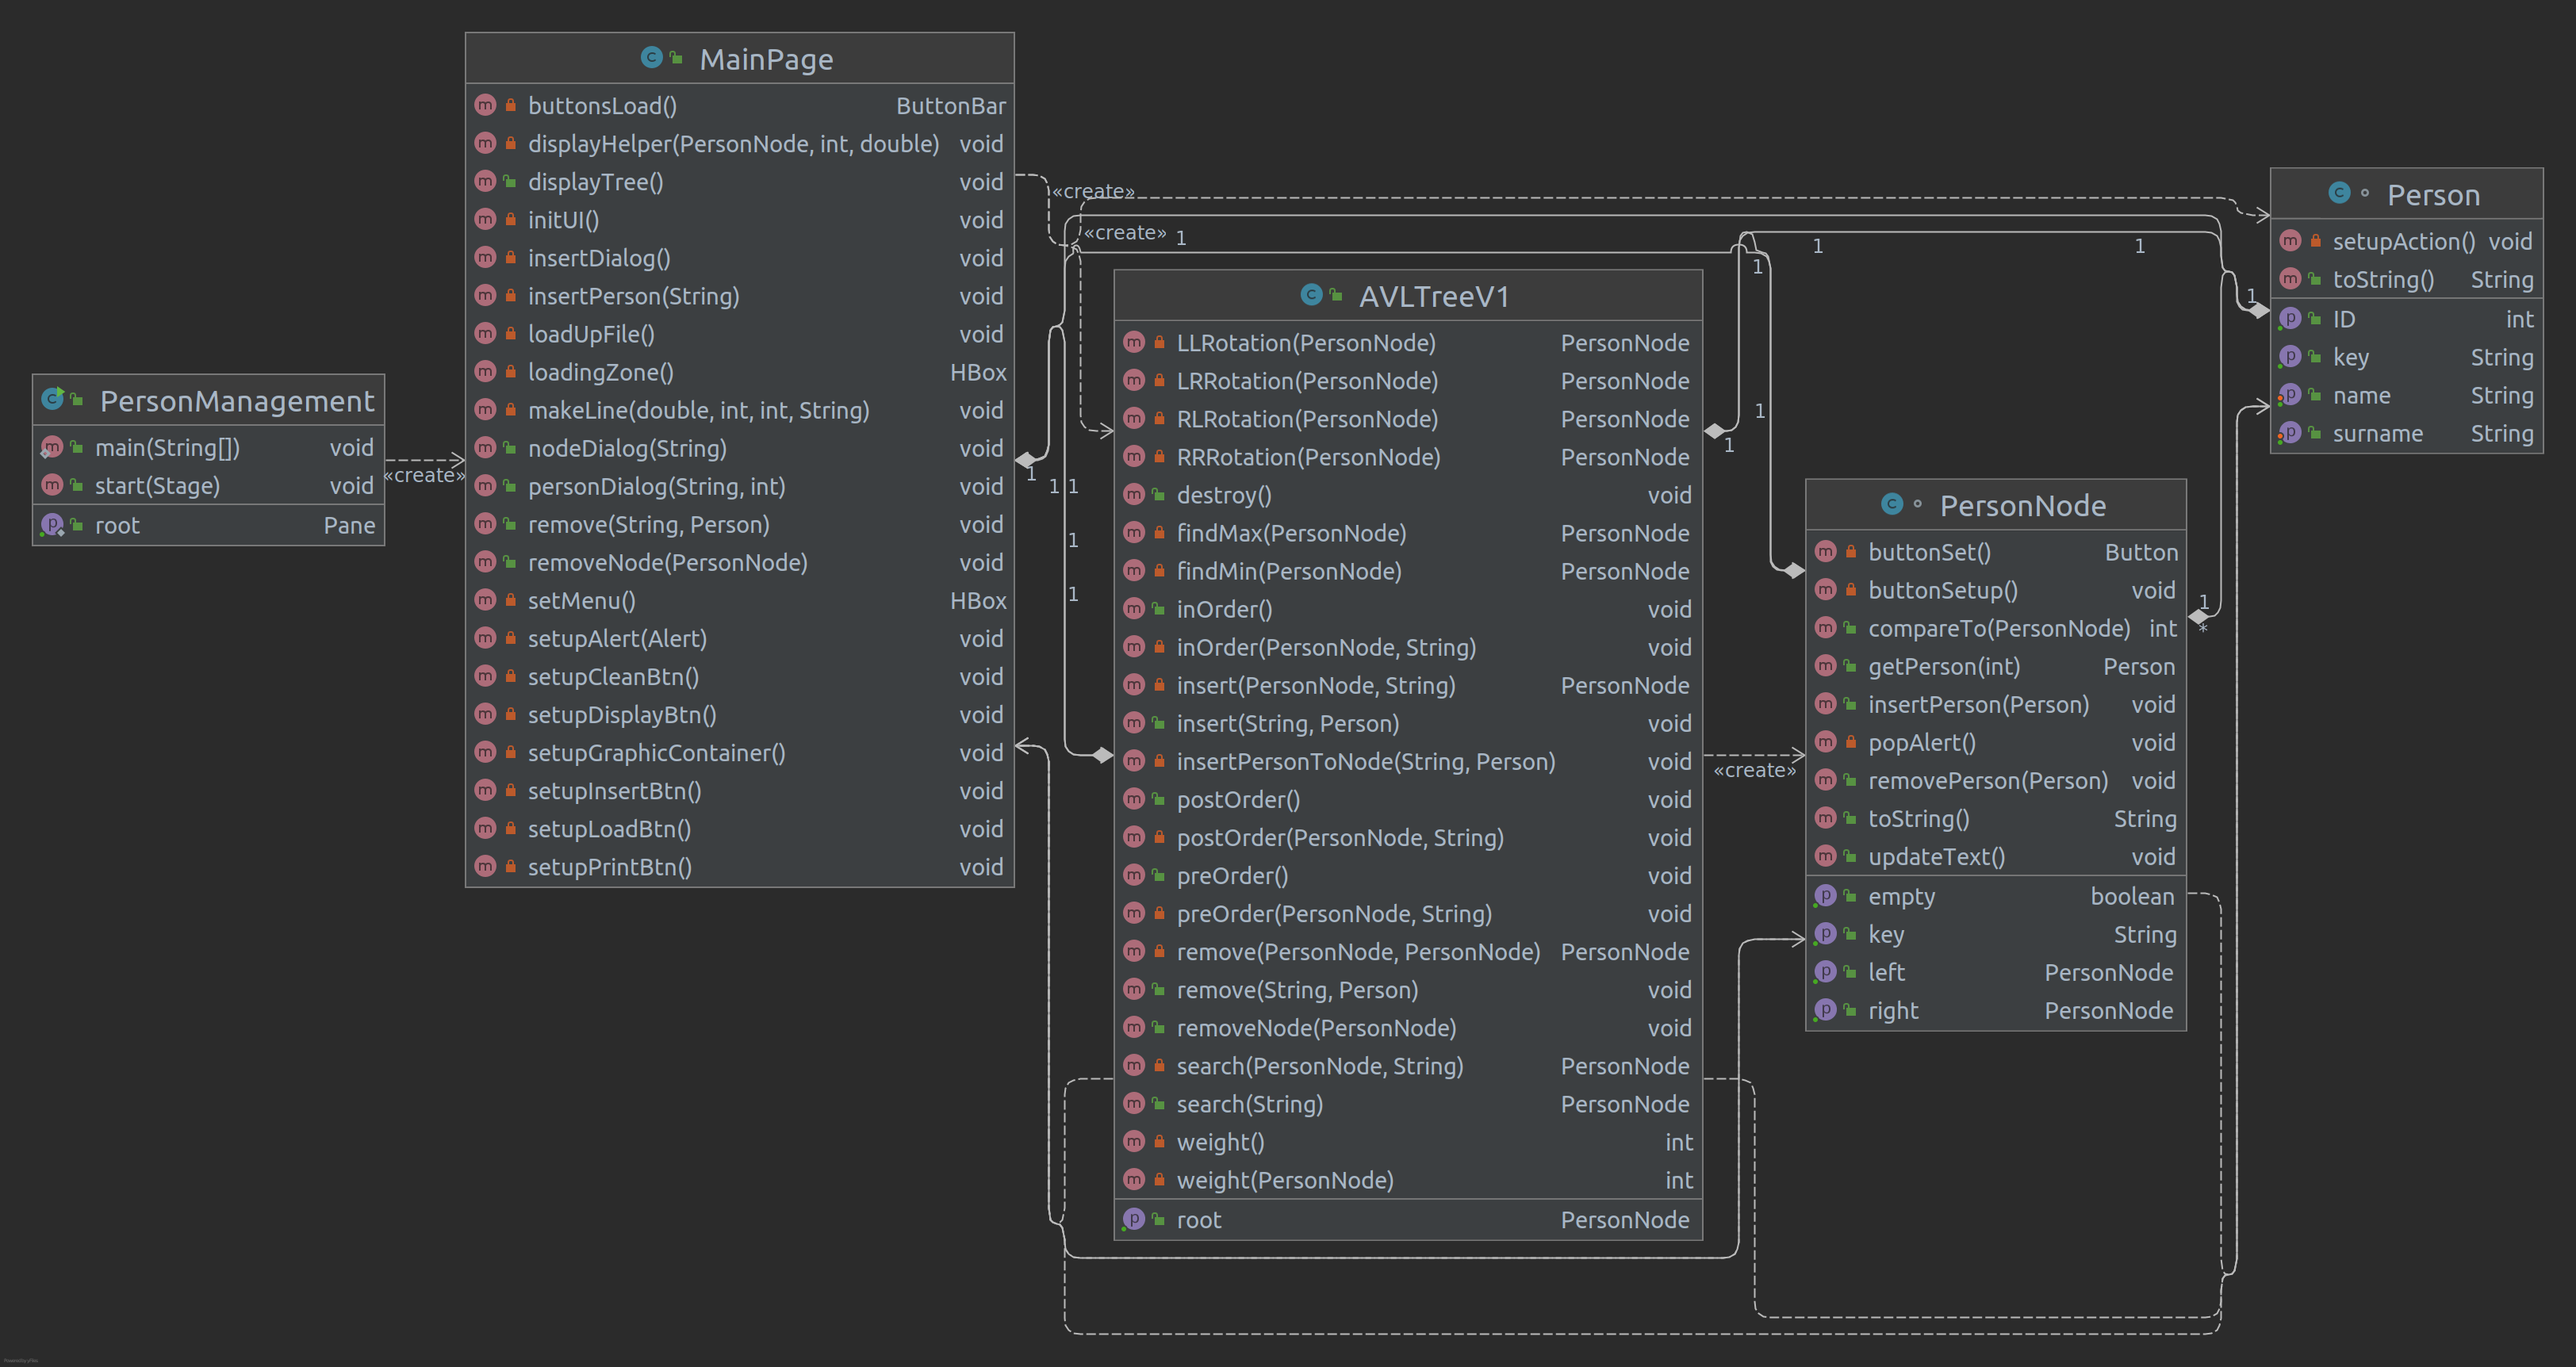 PersonManagement
main(String[]) void
start(Stage) void
root Pane
«create»
MainPage
buttonsLoad() ButtonBar
displayHelper(PersonNode, int, double) void
displayTree() void
initUI() void
insertDialog() void
insertPerson(String) void
loadUpFile() void
loadingZone() HBox
makeLine(double, int, int, String) void
nodeDialog(String) void
personDialog(String, int) void
remove(String, Person) void
removeNode(PersonNode) void
setMenu() HBox
setupAlert(Alert) void
setupCleanBtn() void
setupDisplayBtn() void
setupGraphicContainer() void
setupInsertBtn() void
setupLoadBtn() void
setupPrintBtn() void
«create»
«create» 1
1
1 1
1
1
AVLTreeV1
LLRotation(PersonNode) PersonNode
LRRotation(PersonNode) PersonNode
RLRotation(PersonNode) PersonNode
RRRotation(PersonNode) PersonNode
destroy() void
findMax(PersonNode) PersonNode
findMin(PersonNode) PersonNode
inOrder() void
inOrder(PersonNode, String) void
insert(PersonNode, String) PersonNode
insert(String, Person) void
insertPersonToNode(String, Person) void
postOrder() void
postOrder(PersonNode, String) void
preOrder() void
preOrder(PersonNode, String) void
remove(PersonNode, PersonNode) PersonNode
remove(String, Person) void
removeNode(PersonNode) void
search(PersonNode, String) PersonNode
search(String) PersonNode
weight() int
weight(PersonNode) int
root PersonNode
1 1
1
1
1
1
«create»
PersonNode
buttonSet() Button
buttonSetup() void
compareTo(PersonNode) int
getPerson(int) Person
insertPerson(Person) void
popAlert() void
removePerson(Person) void
toString() String
updateText() void
empty boolean
key String
left PersonNode
right PersonNode
1
*
Person
setupAction() void
toString() String
ID int
key String
name String
surname String